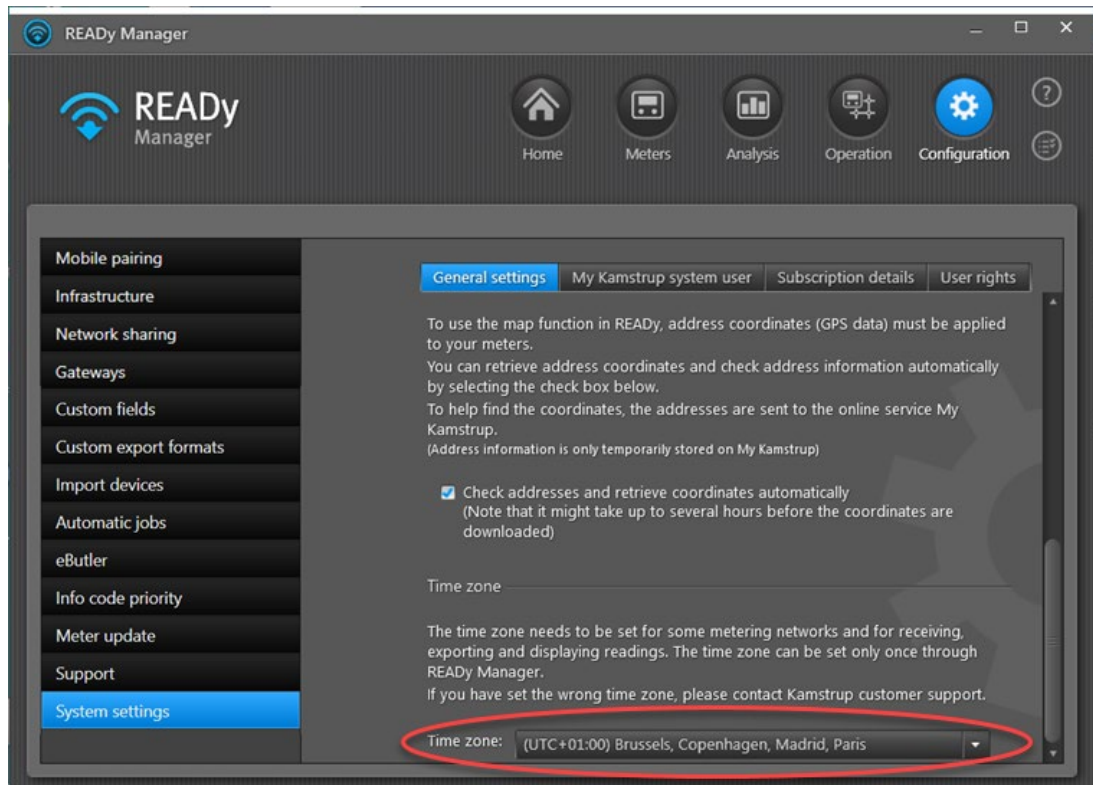 READy Manager
READy
Manager
Home
Meters
Analysis
Operation
Configuration
?
Mobile pairing
Infrastructure
Network sharing
Gateways
Custom fields
Custom export formats
Import devices
Automatic jobs
eButler
Info code priority
Meter update
Support
System settings
General settings
My Kamstrup system user
Subscription details
User rights
To use the map function in READy, address coordinates (GPS data) must be applied
to your meters.
You can retrieve address coordinates and check address information automatically
by selecting the check box below.
To help find the coordinates, the addresses are sent to the online service My
Kamstrup.
(Address information is only temporarily stored on My Kamstrup)
Check addresses and retrieve coordinates automatically
(Note that it might take up to several hours before the coordinates are
downloaded)
Time zone
The time zone needs to be set for some metering networks and for receiving,
exporting and displaying readings. The time zone can be set only once through
READy Manager.
If you have set the wrong time zone, please contact Kamstrup customer support.
Time zone: (UTC+01:00) Brussels, Copenhagen, Madrid, Paris